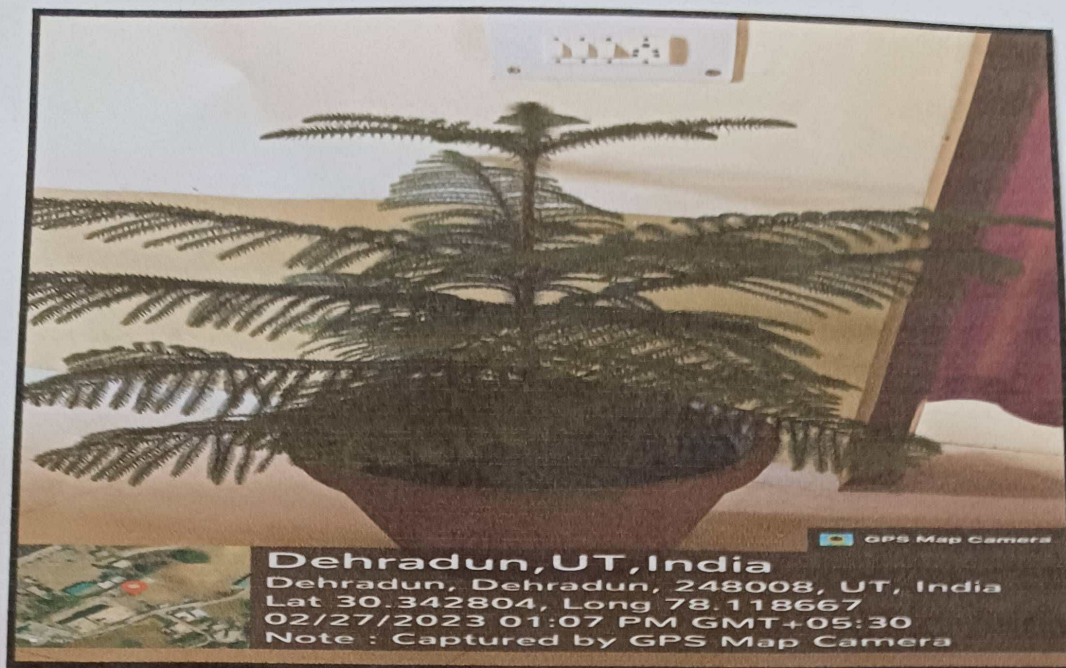 GPS Map Camera
Dehradun,UT,India
Dehradun, Dehradun, 248008, UT, India
Lat 30.342804, Long 78.118667
02/27/2023 01:07 PM GMT+05:30
Note : Captured by GPS Map Camera